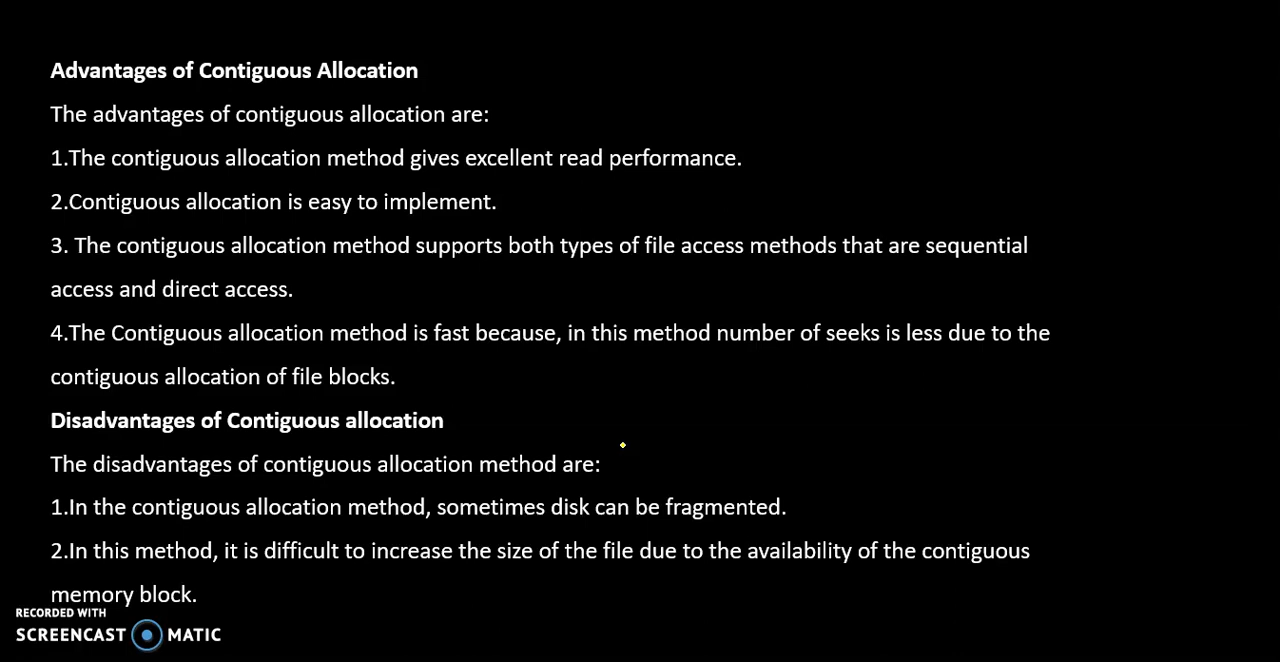 Advantages of Contiguous Allocation
The advantages of contiguous allocation are:
1.The contiguous allocation method gives excellent read performance.
2.Contiguous allocation is easy to implement.
3. The contiguous allocation method supports both types of file access methods that are sequential
access and direct access.
4.The Contiguous allocation method is fast because, in this method number of seeks is less due to the
contiguous allocation of file blocks.
Disadvantages of Contiguous allocation
The disadvantages of contiguous allocation method are:
1.In the contiguous allocation method, sometimes disk can be fragmented.
2.In this method, it is difficult to increase the size of the file due to the availability of the contiguous
memory block.
RECORDED WITH
SCREENCAST MATIC